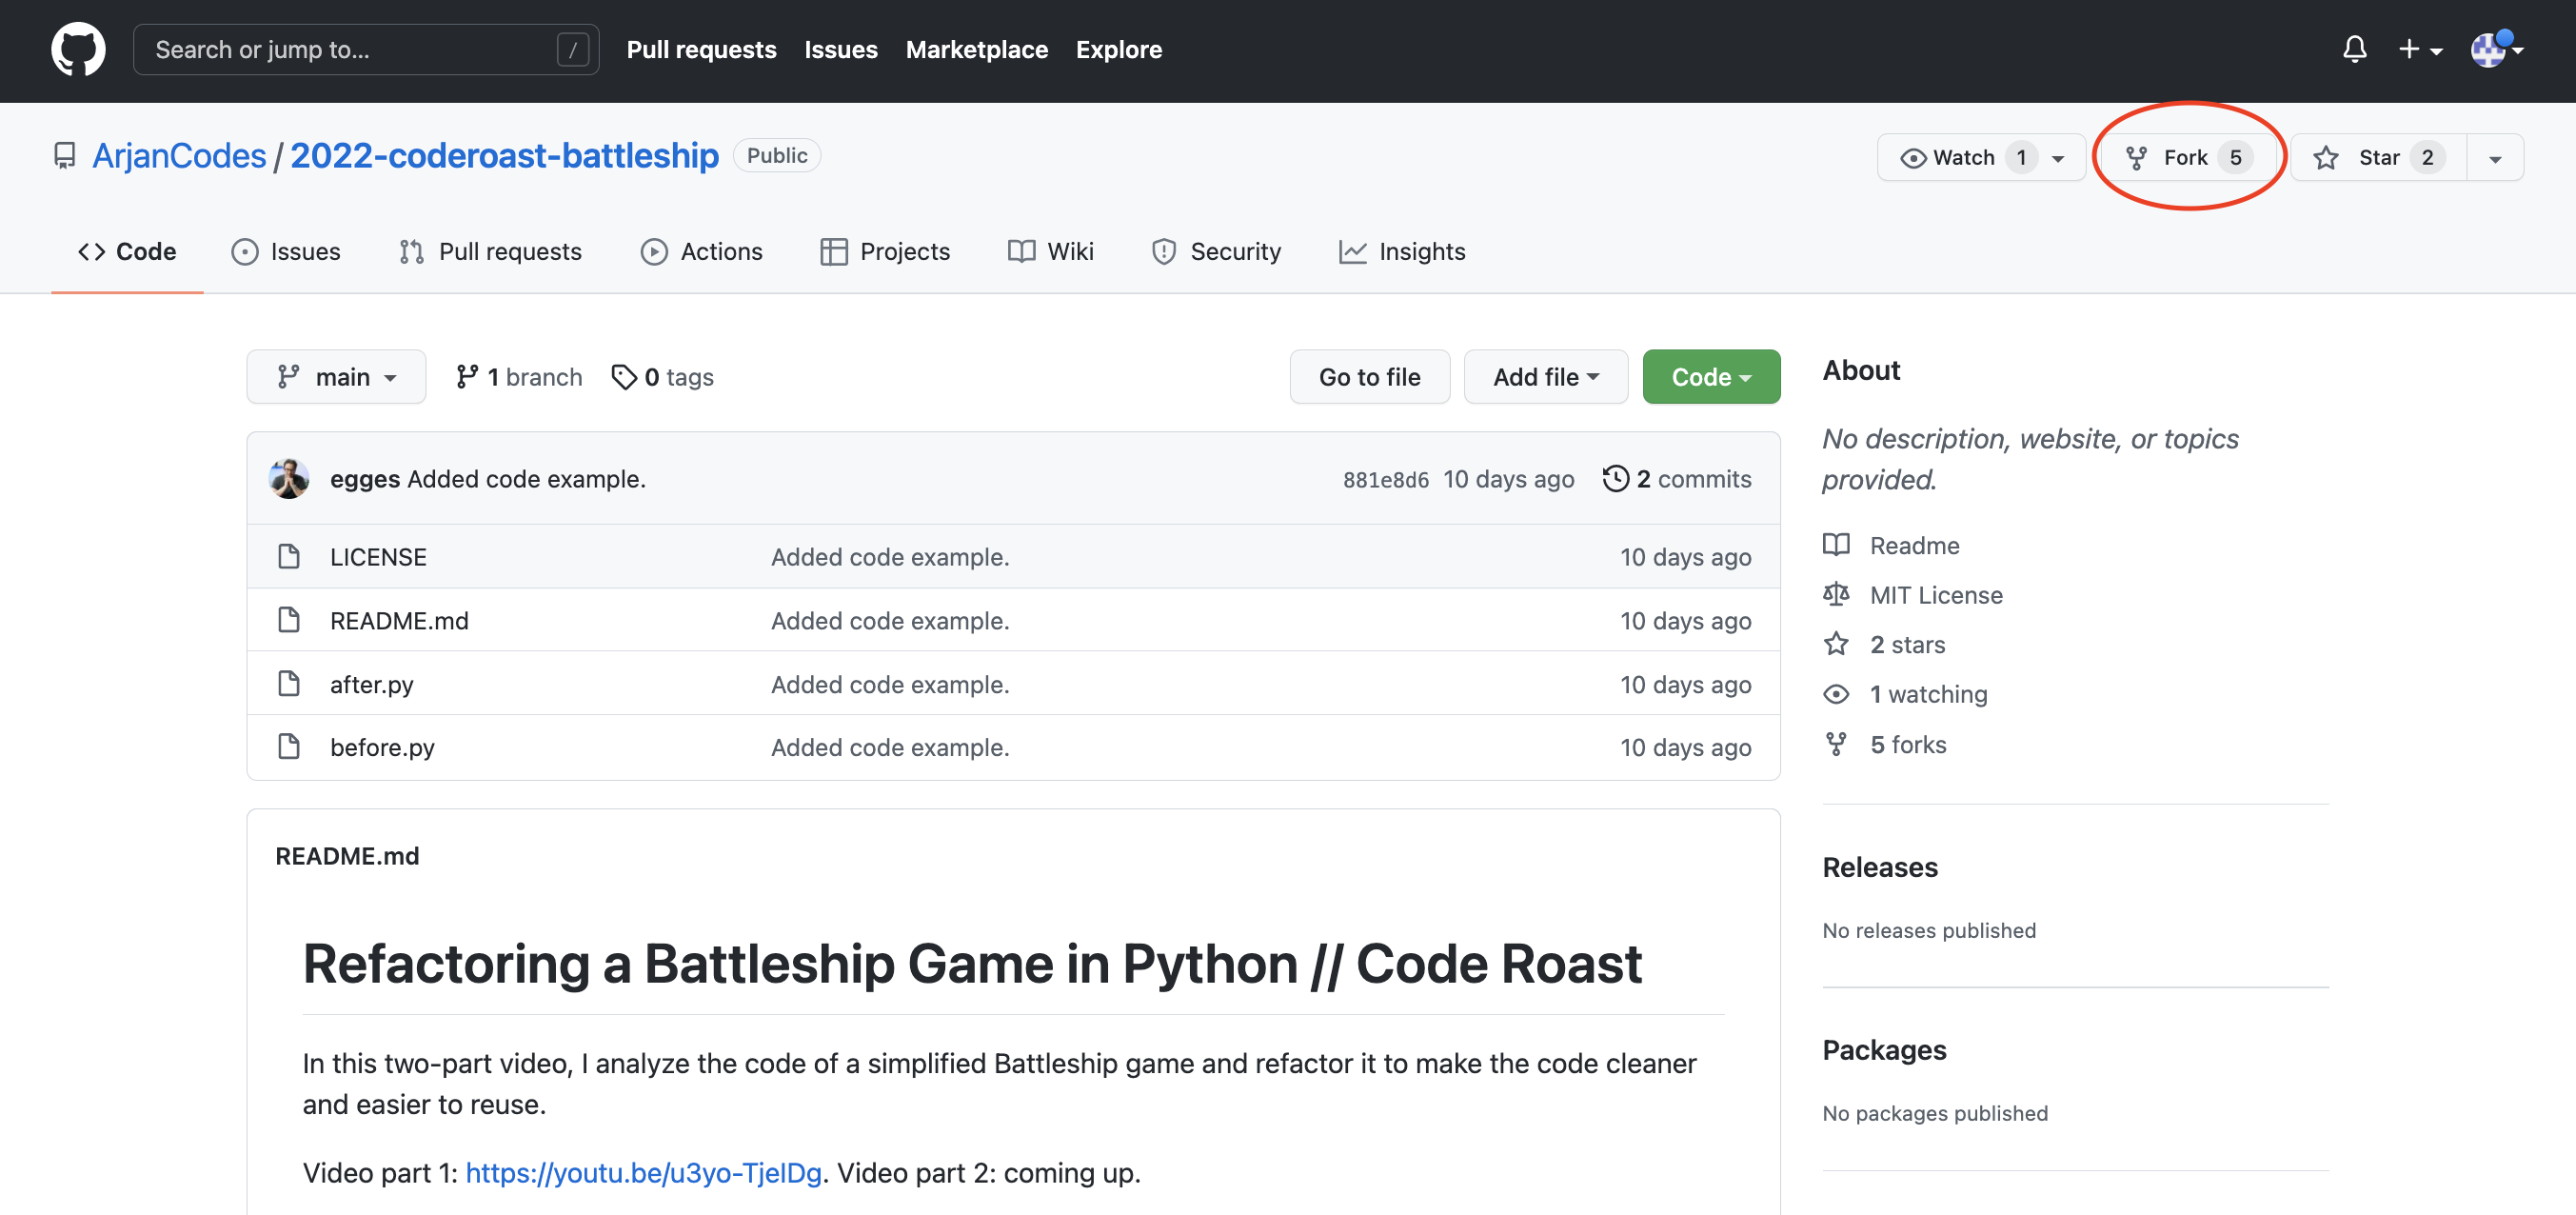 Search or jump to... /
Pull requests Issues Marketplace Explore
ArjanCodes / 2022-coderoast-battleship Public
Watch 1 Fork 5 Star 2
Code Issues Pull requests Actions Projects Wiki Security Insights
main 1 branch 0 tags
Go to file Add file Code
egges Added code example. 881e8d6 10 days ago 2 commits
LICENSE Added code example. 10 days ago
README.md Added code example. 10 days ago
after.py Added code example. 10 days ago
before.py Added code example. 10 days ago
README.md
Refactoring a Battleship Game in Python // Code Roast
In this two-part video, I analyze the code of a simplified Battleship game and refactor it to make the code cleaner
and easier to reuse.
Video part 1: https://youtu.be/u3yo-TjeIDg. Video part 2: coming up.
About
No description, website, or topics
provided.
Readme
MIT License
2 stars
1 watching
5 forks
Releases
No releases published
Packages
No packages published